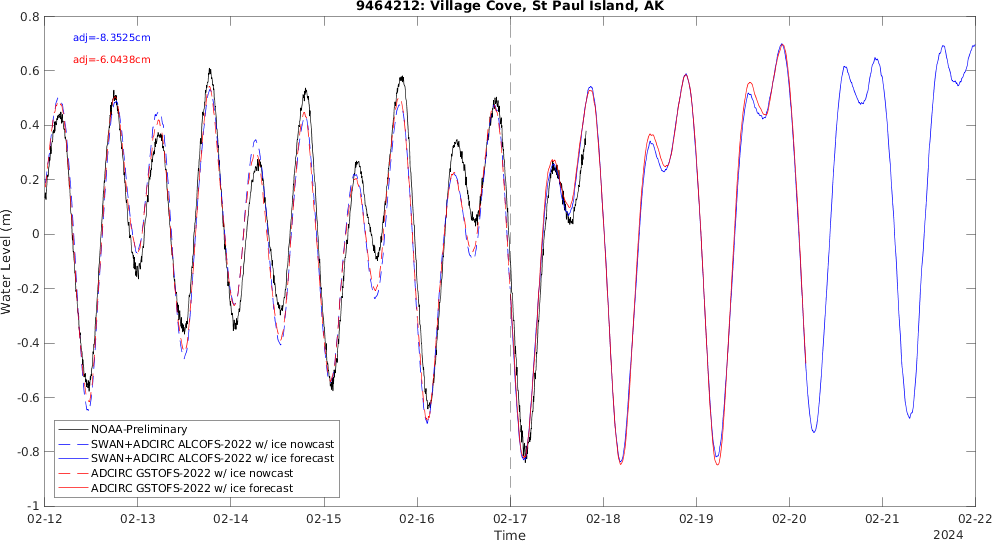 9464212: Village Cove, St Paul Island, AK
adj=-8.3525cm
adj=-6.0438cm
Water Level (m)
0.8
0.6
0.4
0.2
0
-0.2
-0.4
-0.6
-0.8
-1
NOAA-Preliminary
SWAN+ADCIRC ALCOFS-2022 w/ ice nowcast
SWAN+ADCIRC ALCOFS-2022 w/ ice forecast
ADCIRC GSTOFS-2022 w/ ice nowcast
ADCIRC GSTOFS-2022 w/ ice forecast
02-12 02-13 02-14 02-15 02-16 02-17 02-18 02-19 02-20 02-21 02-22
Time
2024